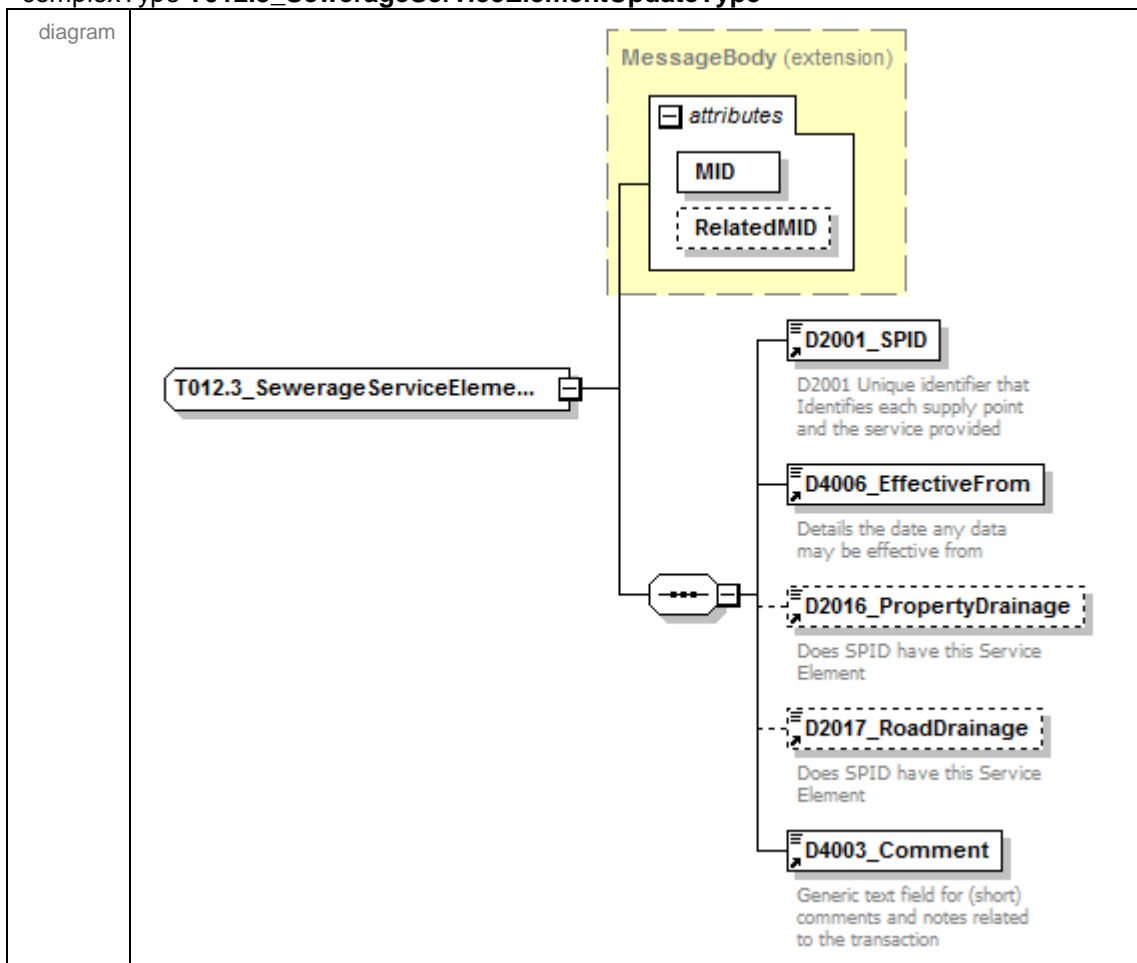 complexType T012.3_SewerageServiceElementUpdateType
diagram
MessageBody (extension)
attributes
MID
RelatedMID
T012.3_SewerageServiceEleme...
D2001_SPID
D2001 Unique identifier that
Identifies each supply point
and the service provided
D4006_EffectiveFrom
Details the date any data
may be effective from
D2016_PropertyDrainage
Does SPID have this Service
Element
D2017_RoadDrainage
Does SPID have this Service
Element
D4003_Comment
Generic text field for (short)
comments and notes related
to the transaction